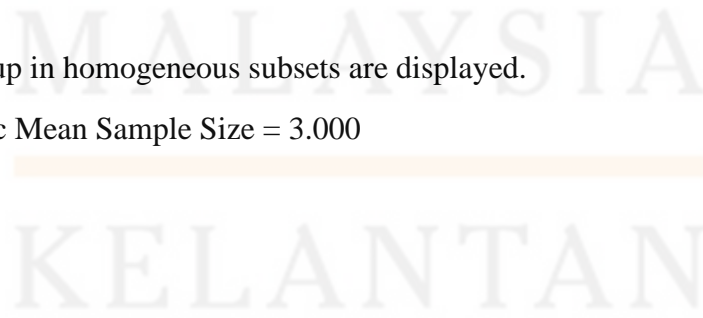 MALAYSIA
up in homogeneous subsets are displayed.
c Mean Sample Size = 3.000
KELANTAN